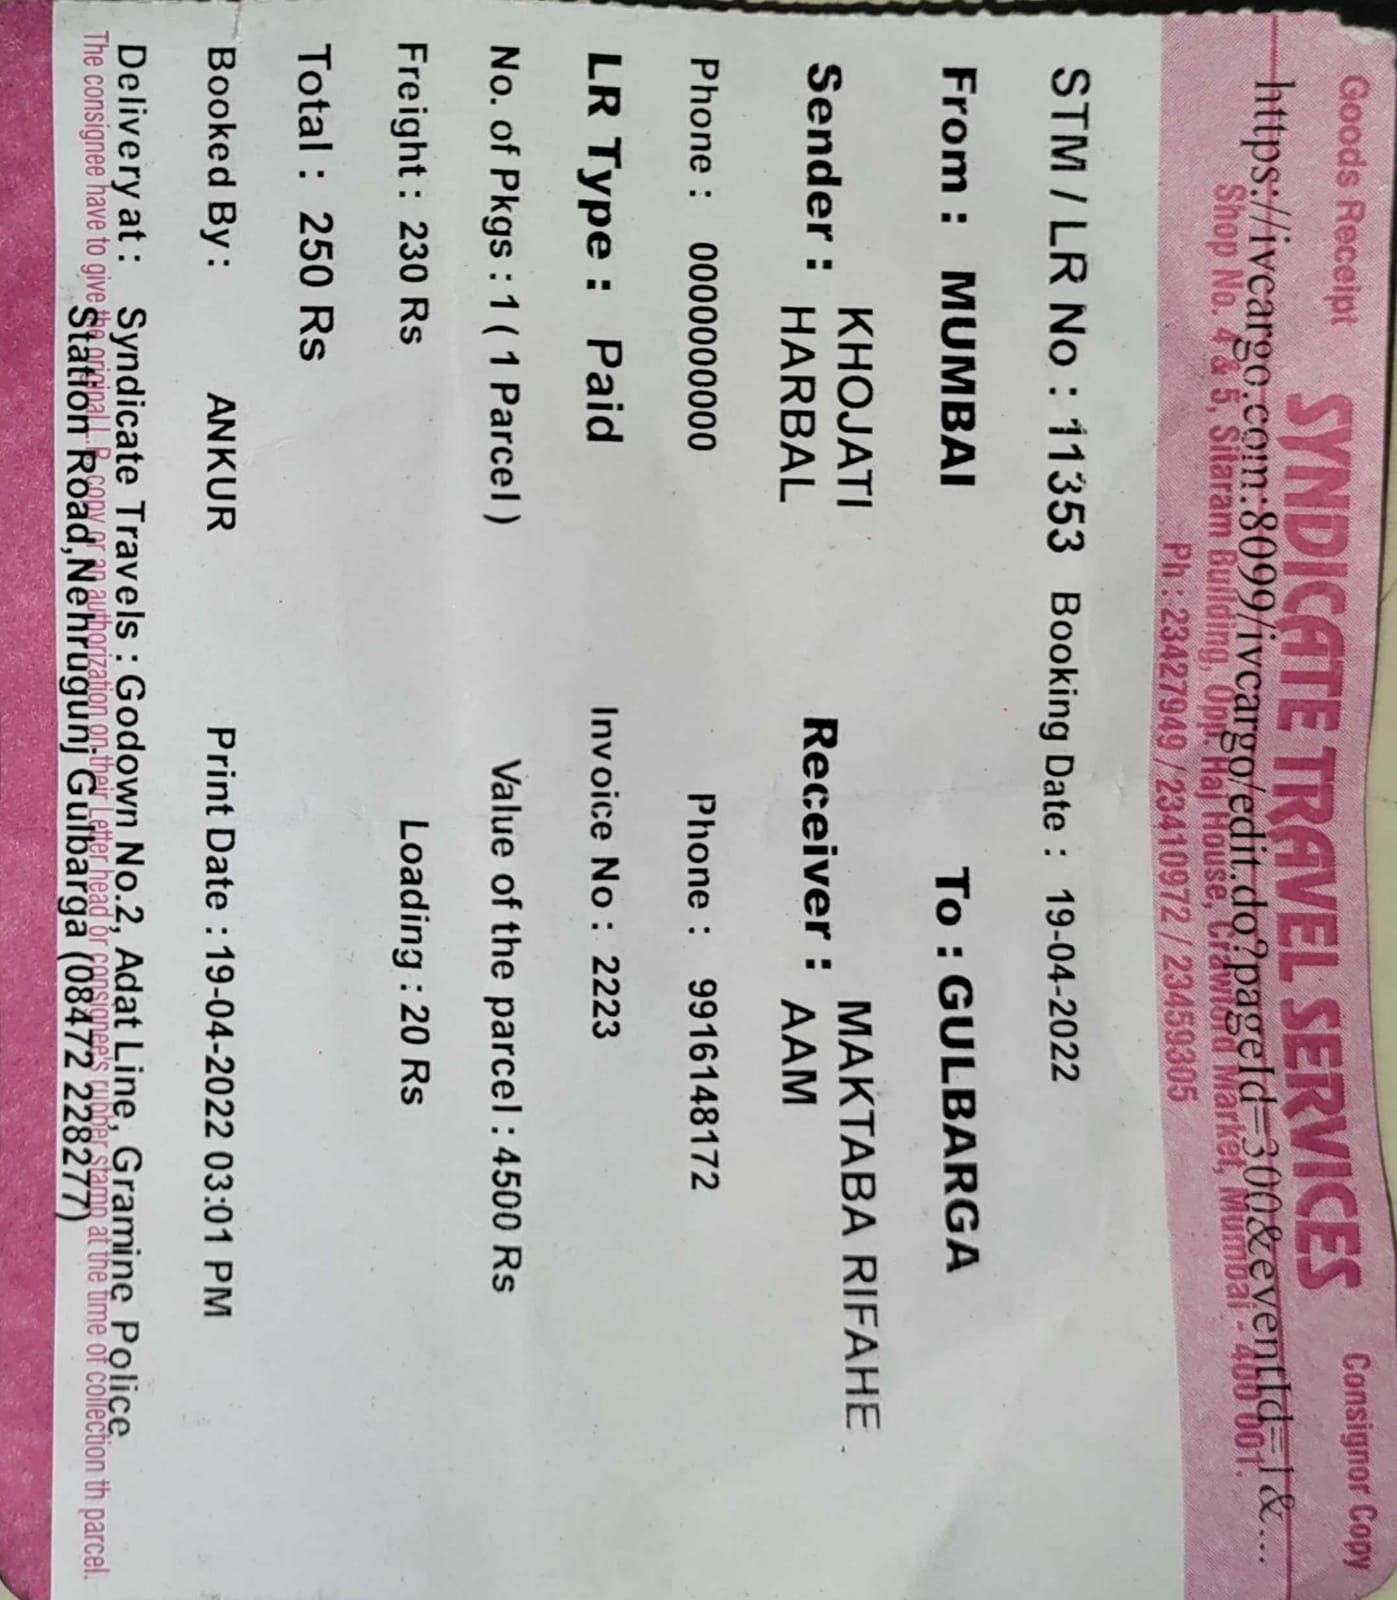 Goods Receipt
Consignor Copy
SYNDICATE TRAVEL SERVICES
https://ivcargo.com:8099/ivcargo/edit.do?pageId=300&eventId=1&...
Shop No. 4 & 5, Sitaram Building, Opp. Haj House, Crawford Market, Mumbai - 400 001.
Ph : 23427949 / 23410972 / 23459305
STM / LR No : 11353 Booking Date : 19-04-2022
From : MUMBAI To : GULBARGA
Sender : KHOJATI Receiver : MAKTABA RIFAHE
HARBAL AAM
Phone : 0000000000 Phone : 9916148172
LR Type : Paid Invoice No : 2223
No. of Pkgs : 1 ( 1 Parcel ) Value of the parcel : 4500 Rs
Freight : 230 Rs Loading : 20 Rs
Total : 250 Rs
Booked By : ANKUR Print Date : 19-04-2022 03:01 PM
Delivery at : Syndicate Travels : Godown No.2, Adat Line, Gramine Police
Station Road,Nehrugunj Gulbarga (08472 228277)
The consignee have to give the original L.R. copy or an authorization on their Letter head or consignee's rubber stamp at the time of collection th parcel.